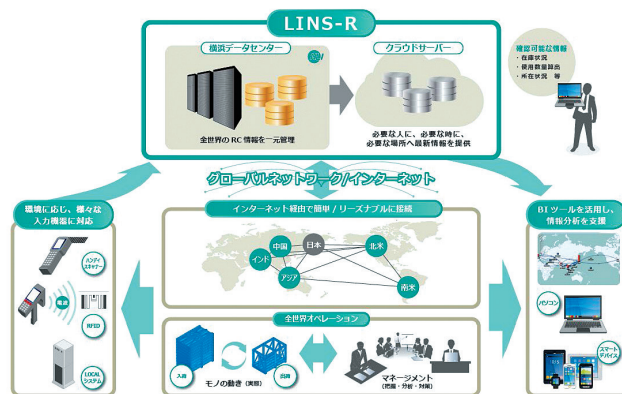 LINS-R
横浜データセンター
クラウドサーバー
全世界のRC情報を一元管理
必要な人に、必要な時に、
必要な場所へ最新情報を提供
確認可能な情報
・在庫状況
・使用数量算出
・所在状況 等
グローバルネットワーク/インターネット
環境に応じ、様々な
入力機器に対応
ハンディ
スキャナー
電波
RFID
LOCAL
システム
インターネット経由で簡単/リーズナブルに接続
中国
日本
北米
インド
アジア
南米
全世界オペレーション
入庫
出庫
モノの動き(実際)
マネージメント
(把握・分析・対策)
BIツールを活用し、
情報分析を支援
パソコン
スマート
デバイス